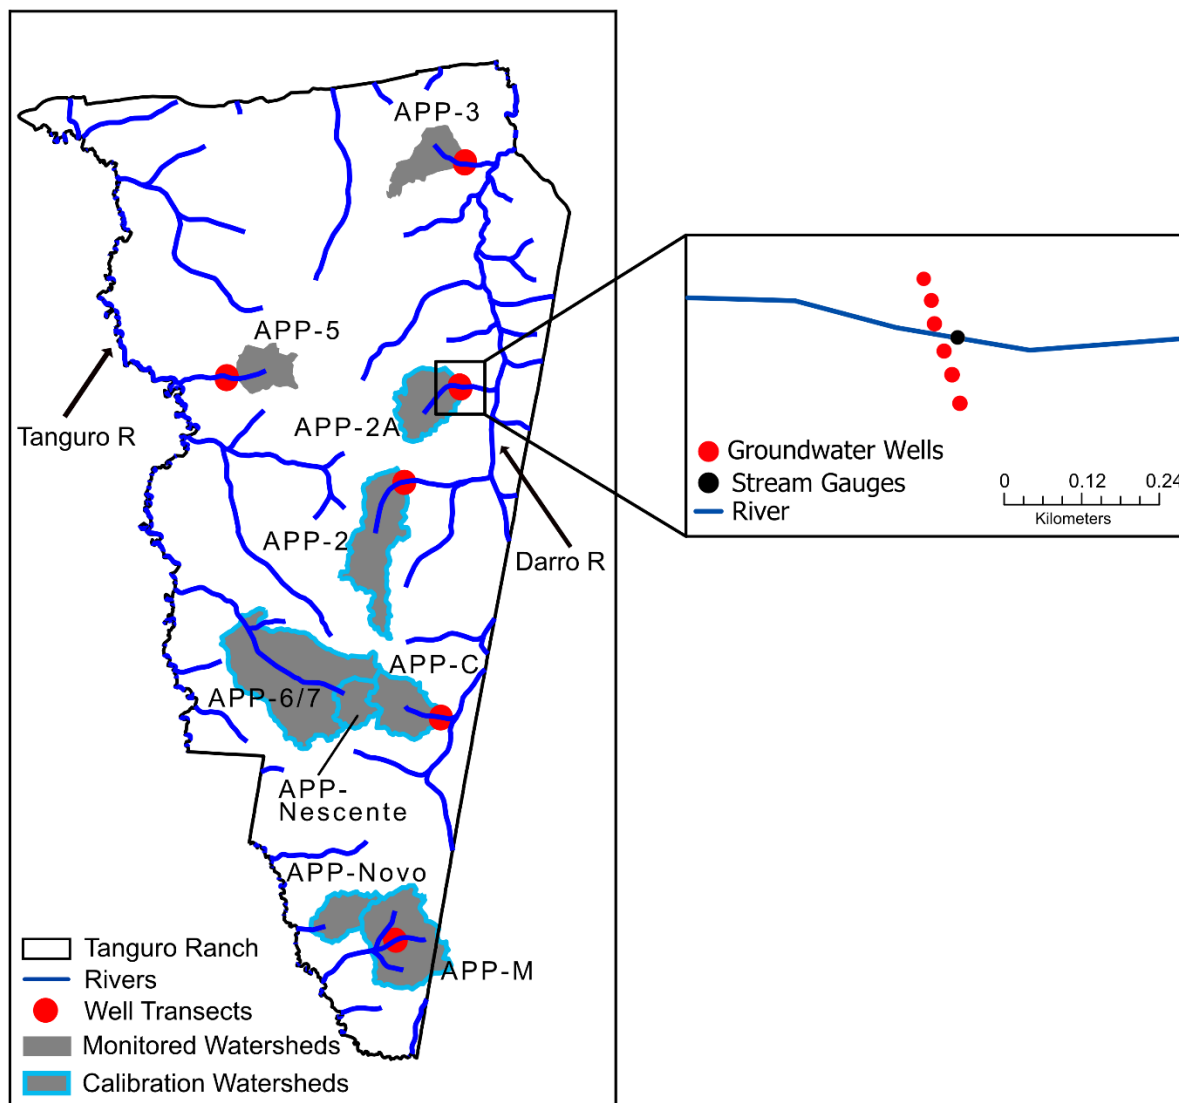 APP-3
APP-5
Tanguro R
APP-2A
APP-2
Darro R
APP-C
APP-6/7
APP-
Nescente
APP-Novo
APP-M
Tanguro Ranch
Rivers
Well Transects
Monitored Watersheds
Calibration Watersheds
Groundwater Wells
Stream Gauges
River
0 0.12 0.24
Kilometers